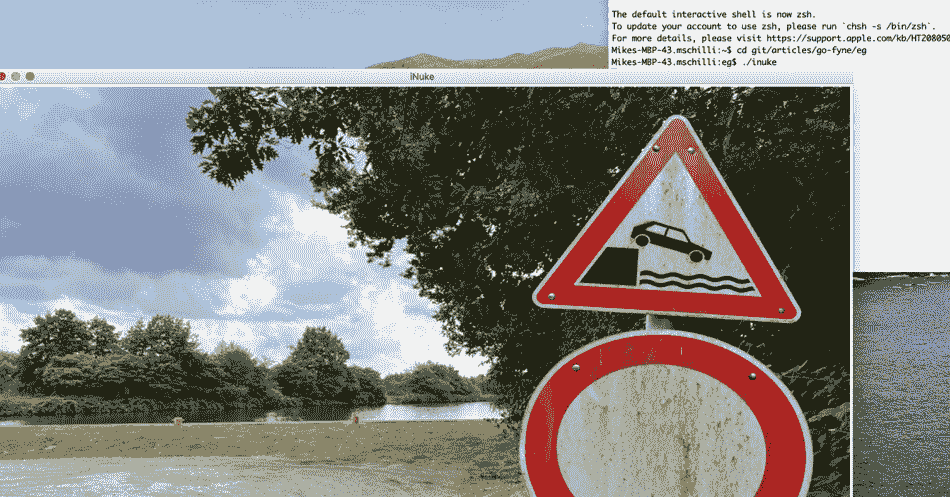 The default interactive shell is now zsh.
To update your account to use zsh, please run `chsh -s /bin/zsh`.
For more details, please visit https://support.apple.com/kb/HT208050
Mikes-MBP-43.mschilli:~$ cd git/articles/go-fyne/eg
Mikes-MBP-43.mschilli:eg$ ./inuke
iNuke